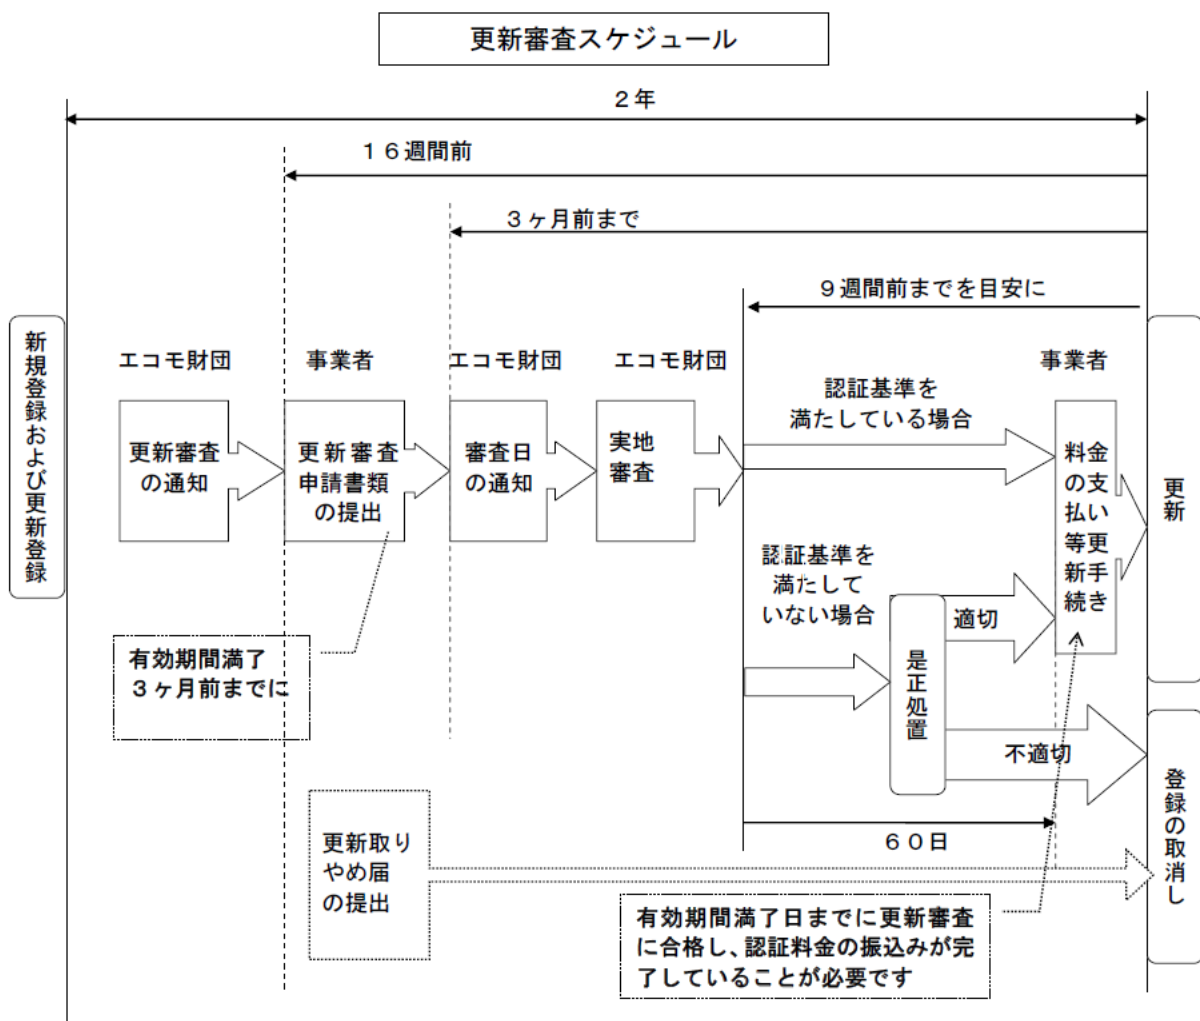 更新審査スケジュール
２年
１６週間前
３ヶ月前まで
９週間前までを目安に
新規登録および更新登録
エコモ財団
事業者
エコモ財団
エコモ財団
事業者
更新審査
の通知
更新審査
申請書類
の提出
審査日
の通知
実地
審査
認証基準を
満たしている場合
料金の支払い等更新手続き
更新
認証基準を
満たして
いない場合
適切
是正処置
不適切
有効期間満了
３ヶ月前までに
６０日
登録の取消し
更新取り
やめ届
の提出
有効期間満了日までに更新審査
に合格し、認証料金の振込みが完
了していることが必要です